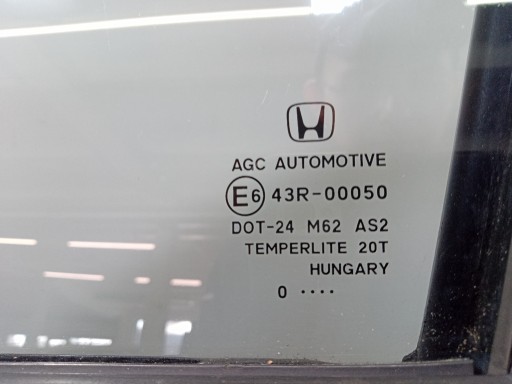 AGC AUTOMOTIVE
E6 43R-00050
DOT-24 M62 AS2
TEMPERLITE 20T
HUNGARY
0 ····